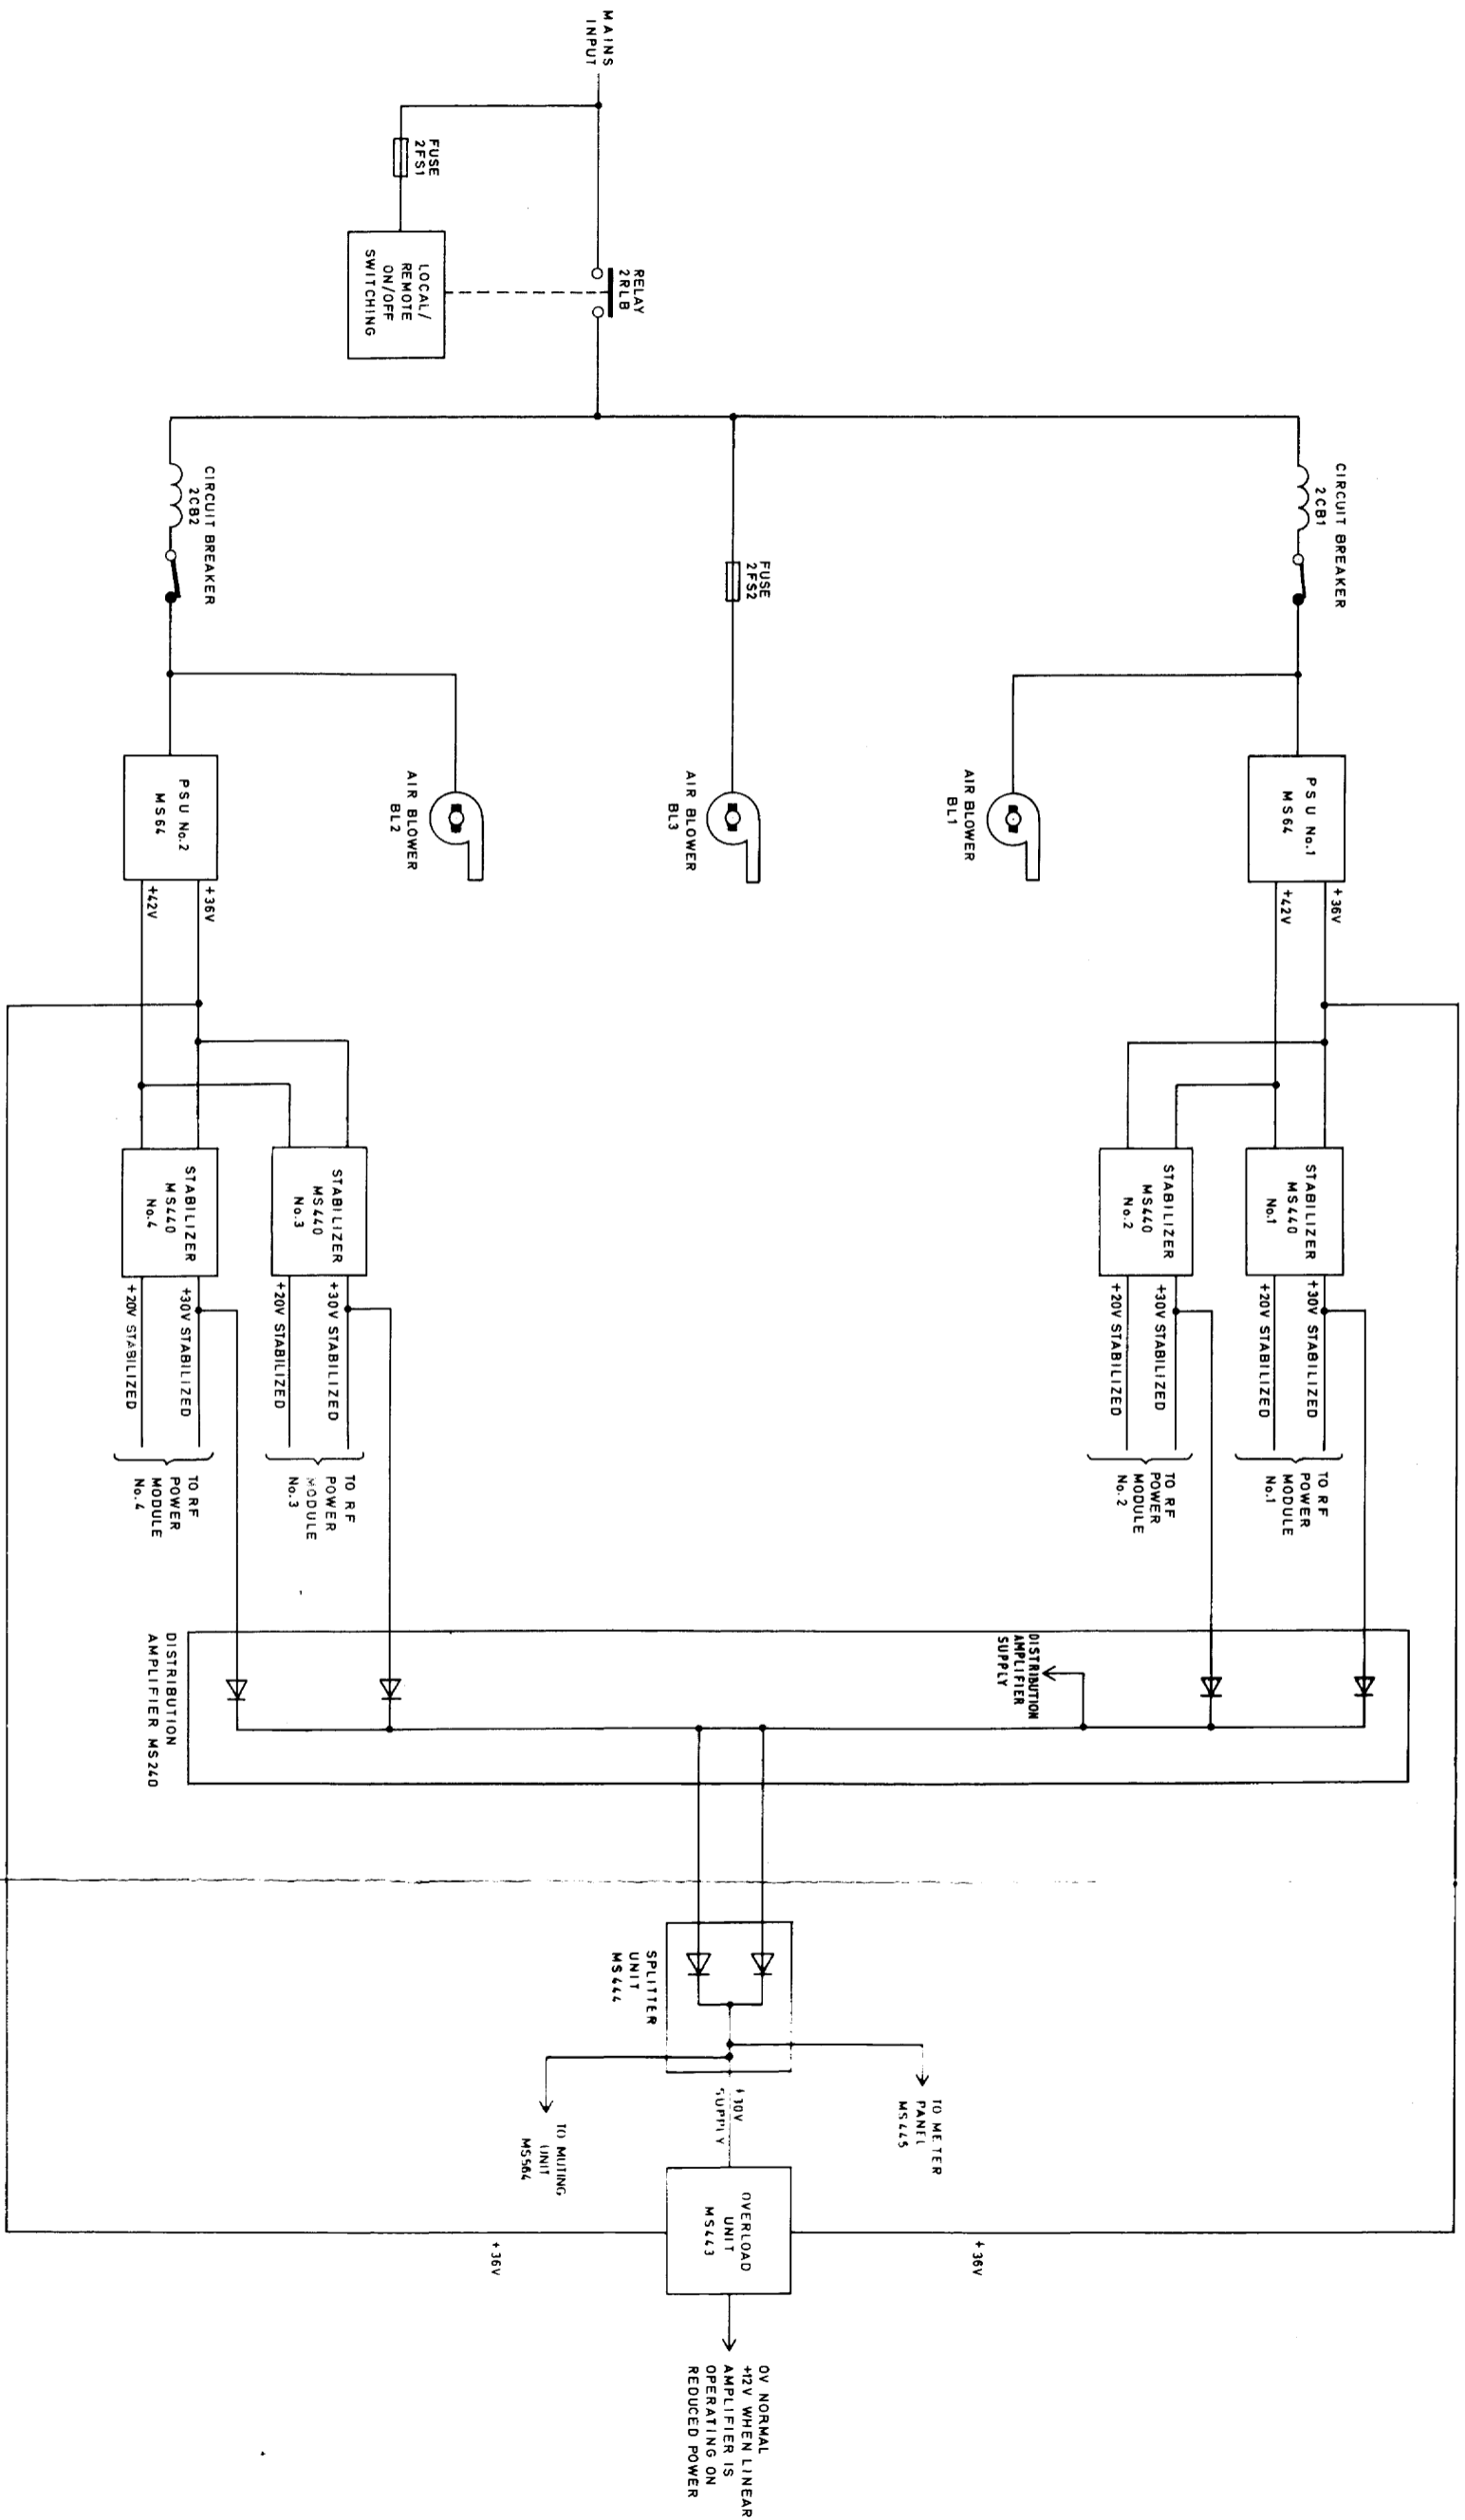 MAINS
INPUT
FUSE
2FS1
LOCAL/
REMOTE
ON/OFF
SWITCHING
RELAY
2RLB
CIRCUIT BREAKER
2CB1
FUSE
2FS2
CIRCUIT BREAKER
2CB2
PSU No.1
MS64
AIR BLOWER
BL1
AIR BLOWER
BL3
AIR BLOWER
BL2
PSU No.2
MS64
+36V
+42V
+36V
+42V
STABILIZER
MS440
No.1
STABILIZER
MS440
No.2
STABILIZER
MS440
No.3
STABILIZER
MS440
No.4
+30V STABILIZED
+20V STABILIZED
+30V STABILIZED
+20V STABILIZED
+30V STABILIZED
+20V STABILIZED
+30V STABILIZED
+20V STABILIZED
TO RF
POWER
MODULE
No.1
TO RF
POWER
MODULE
No.2
TO RF
POWER
MODULE
No.3
TO RF
POWER
MODULE
No.4
DISTRIBUTION
AMPLIFIER
SUPPLY
DISTRIBUTION
AMPLIFIER MS240
SPLITTER
UNIT
MS444
TO METER
PANEL
MS445
+30V
SUPPLY
TO MUTING
UNIT
MS564
OVERLOAD
UNIT
MS443
+36V
+36V
0V NORMAL
+12V WHEN LINEAR
AMPLIFIER IS
OPERATING ON
REDUCED POWER